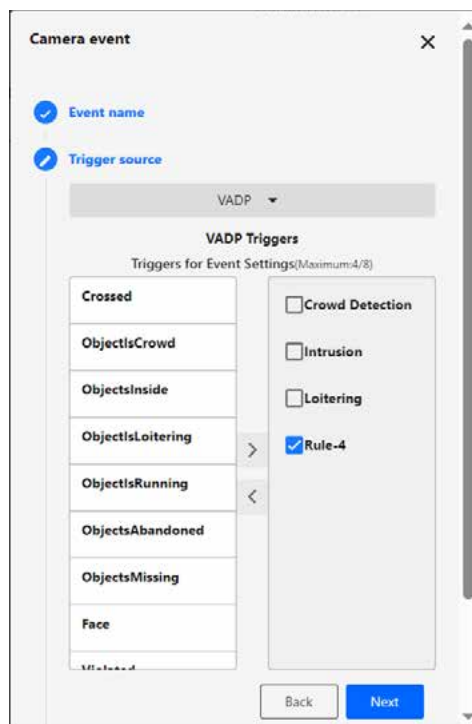 Camera event
Event name
Trigger source
VADP
VADP Triggers
Triggers for Event Settings(Maximum:4/8)
Crossed
ObjectIsCrowd
ObjectsInside
ObjectIsLoitering
ObjectIsRunning
ObjectsAbandoned
ObjectsMissing
Face
Violated
Crowd Detection
Intrusion
Loitering
Rule-4
Back
Next